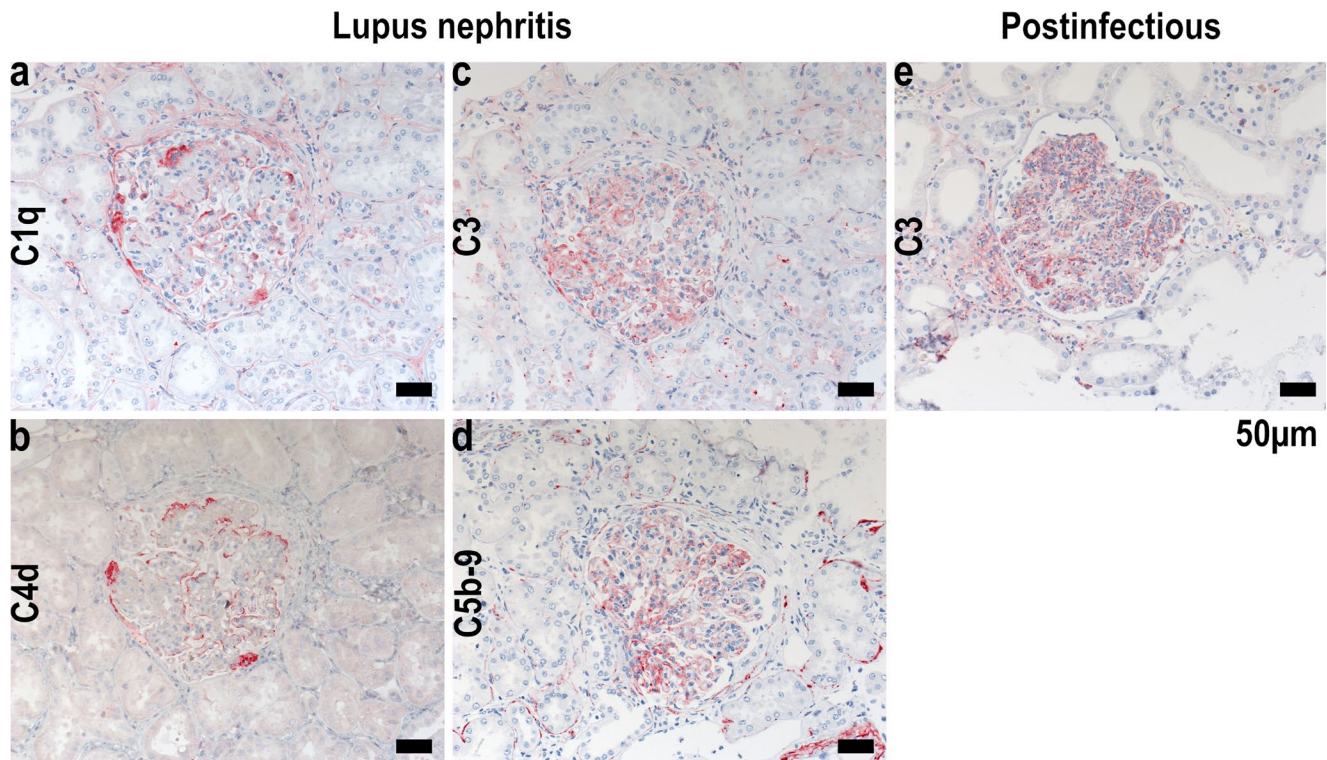 Lupus nephritis
Postinfectious
a
C1q
c
C3
e
C3
b
C4d
d
C5b-9
50µm